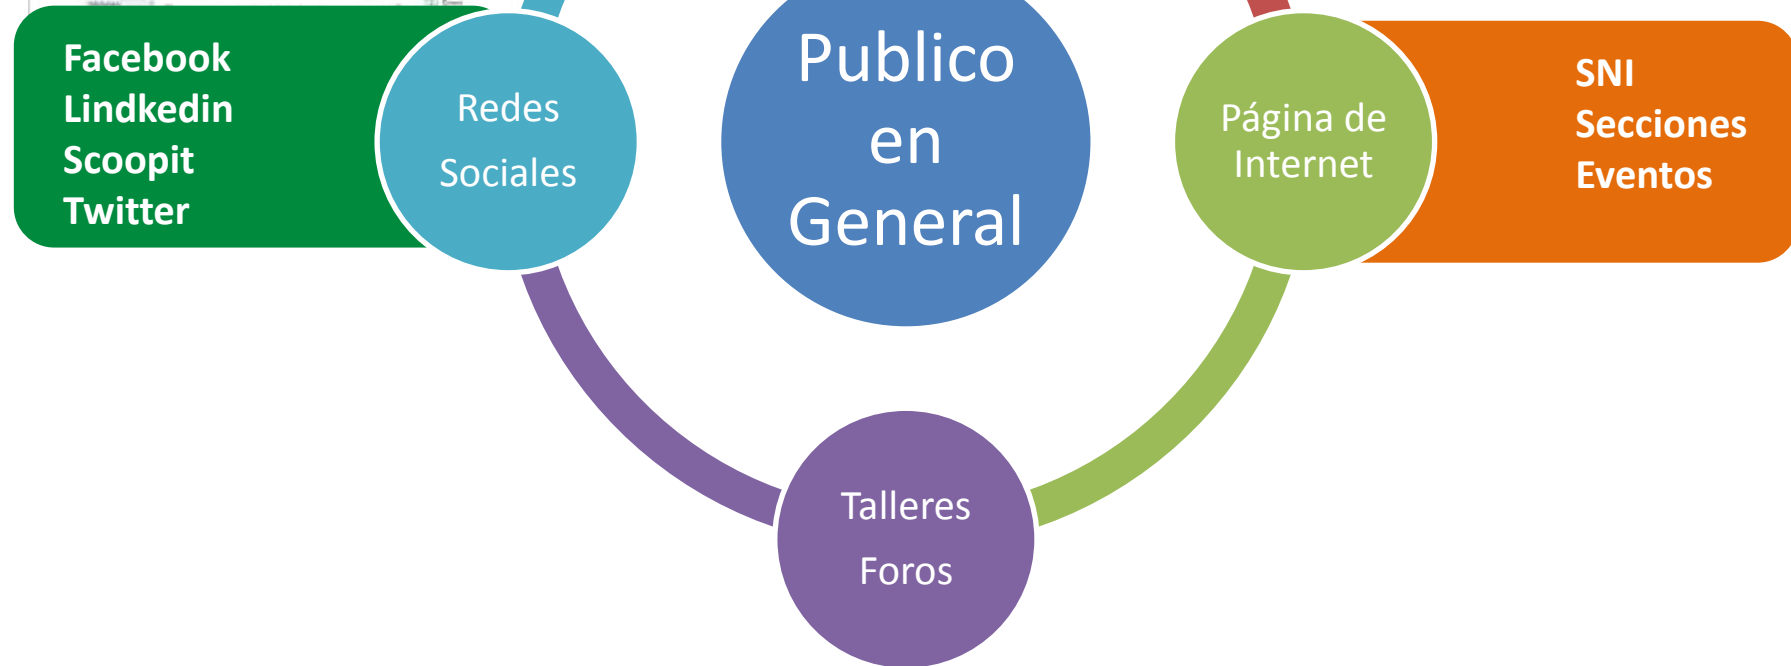 Facebook
Lindkedin
Scoopit
Twitter
Redes
Sociales
Publico
en
General
Página de
Internet
SNI
Secciones
Eventos
Talleres
Foros